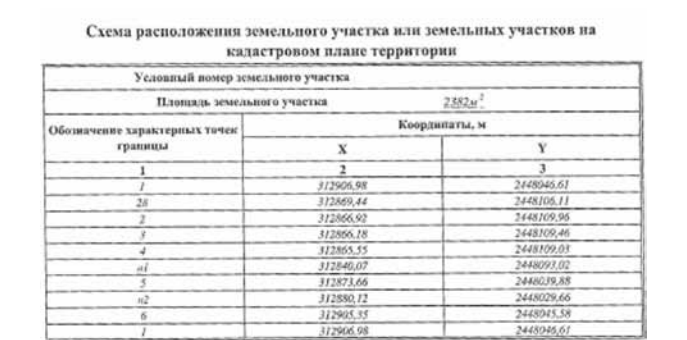 Схема расположения земельного участка или земельных участков на
кадастровом плане территории
Условный номер земельного участка
Площадь земельного участка 2382м²
Обозначение характерных точек границы Координаты, м
X Y
1 2 3
1 312906,98 2448046,61
28 312869,44 2448106,11
2 312866,92 2448109,96
3 312866,18 2448109,46
4 312865,55 2448109,03
н1 312840,07 2448093,02
5 312873,66 2448039,88
н2 312880,12 2448029,66
6 312905,35 2448045,58
1 312906,98 2448046,61